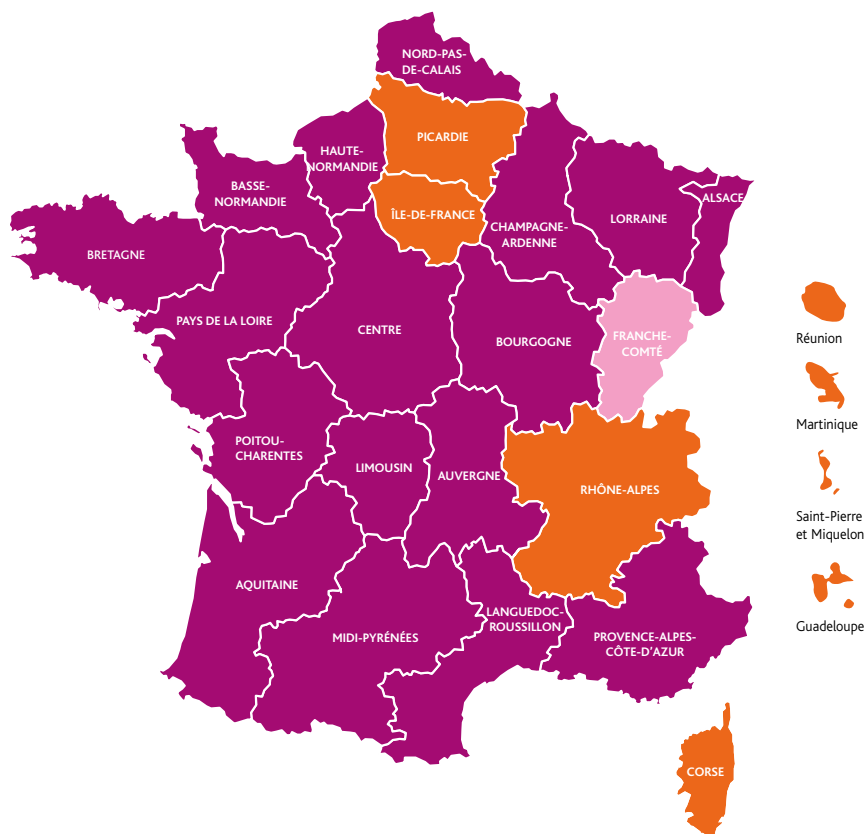 NORD-PAS-
DE-CALAIS
PICARDIE
HAUTE-
NORMANDIE
BASSE-
NORMANDIE
ÎLE-DE-FRANCE
CHAMPAGNE-
ARDENNE
LORRAINE
ALSACE
BRETAGNE
PAYS DE LA LOIRE
CENTRE
BOURGOGNE
FRANCHE-
COMTÉ
POITOU-
CHARENTES
LIMOUSIN
AUVERGNE
RHÔNE-ALPES
AQUITAINE
MIDI-PYRÉNÉES
LANGUEDOC-
ROUSSILLON
PROVENCE-ALPES-
CÔTE-D'AZUR
CORSE
Réunion
Martinique
Saint-Pierre
et Miquelon
Guadeloupe